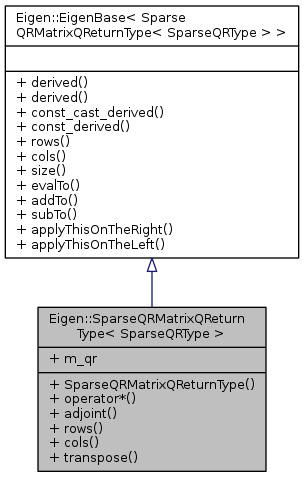 Eigen::EigenBase< Sparse
QRMatrixQReturnType< SparseQRType > >
+ derived()
+ derived()
+ const_cast_derived()
+ const_derived()
+ rows()
+ cols()
+ size()
+ evalTo()
+ addTo()
+ subTo()
+ applyThisOnTheRight()
+ applyThisOnTheLeft()
Eigen::SparseQRMatrixQReturn
Type< SparseQRType >
+ m_qr
+ SparseQRMatrixQReturnType()
+ operator*()
+ adjoint()
+ rows()
+ cols()
+ transpose()